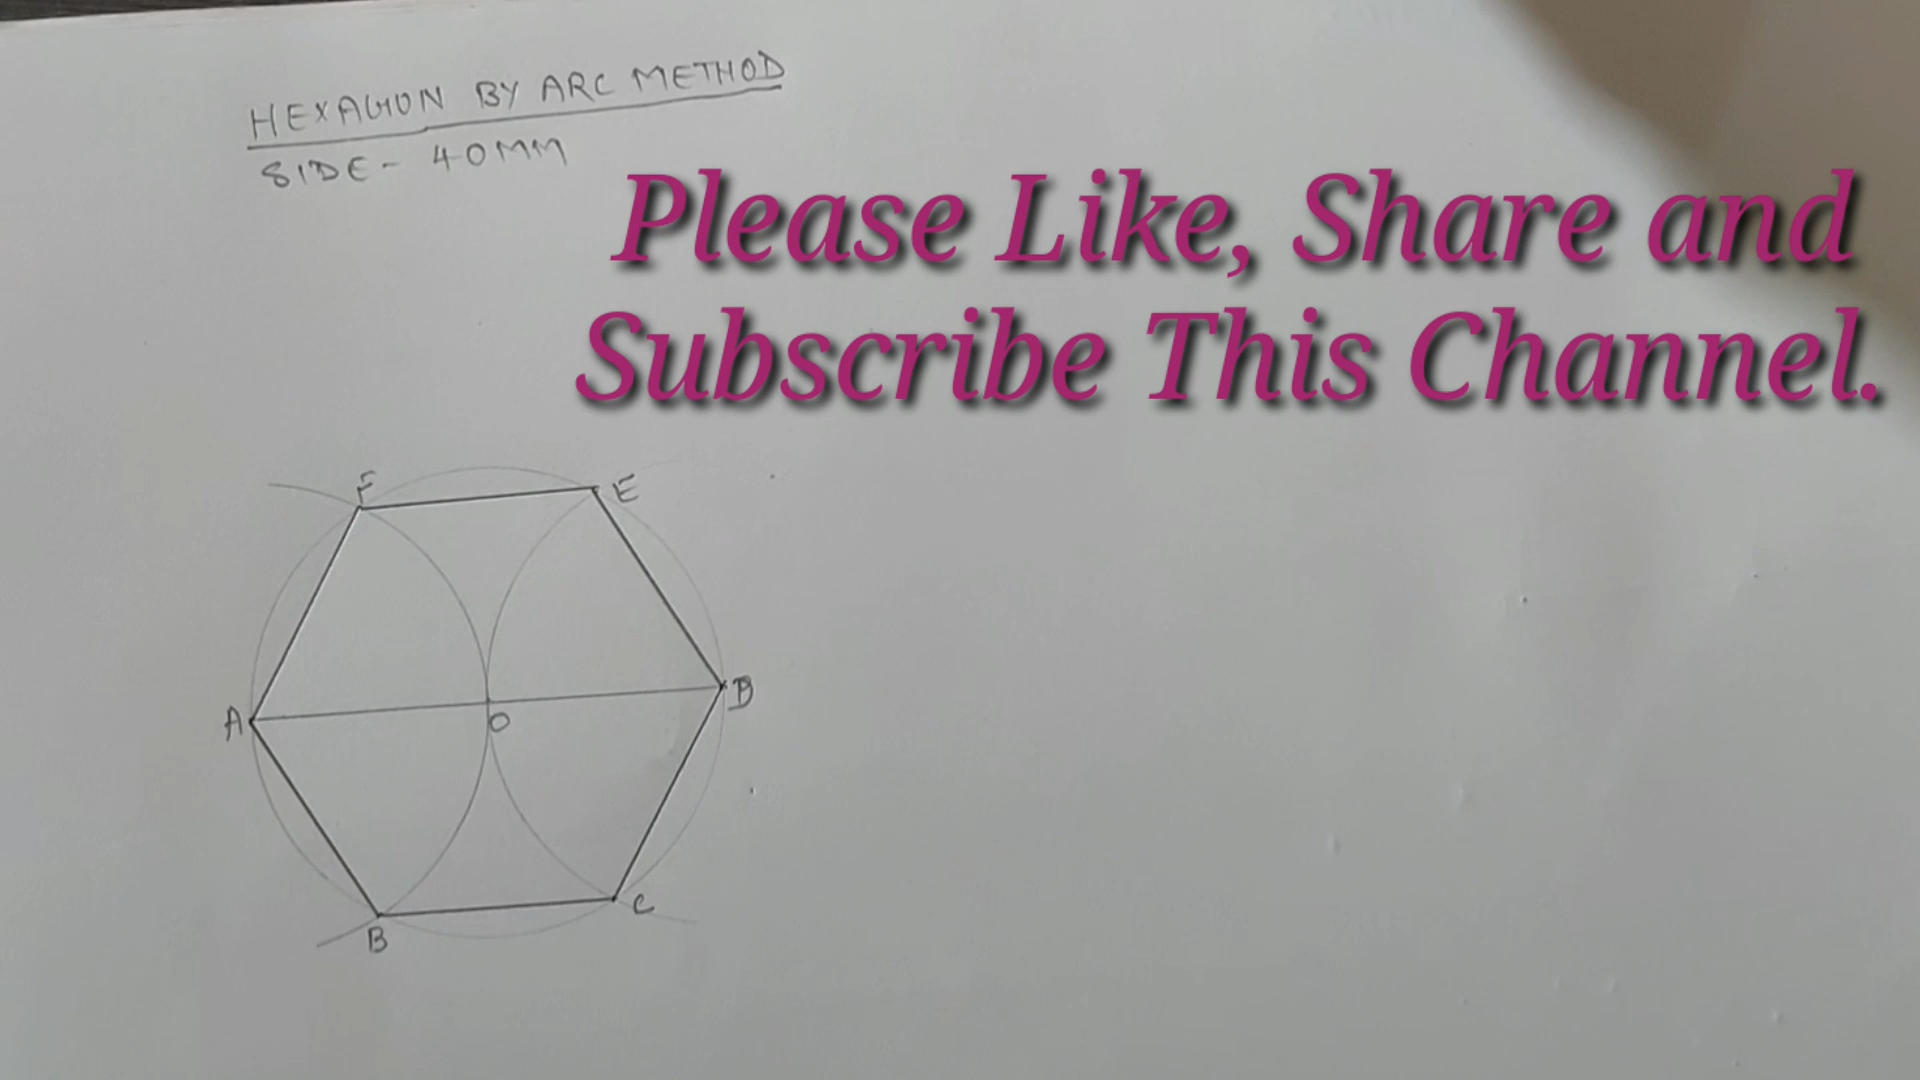 HEXAGON BY ARC METHOD
SIDE - 40MM
Please Like, Share and
Subscribe This Channel.
F
E
A
O
D
B
C